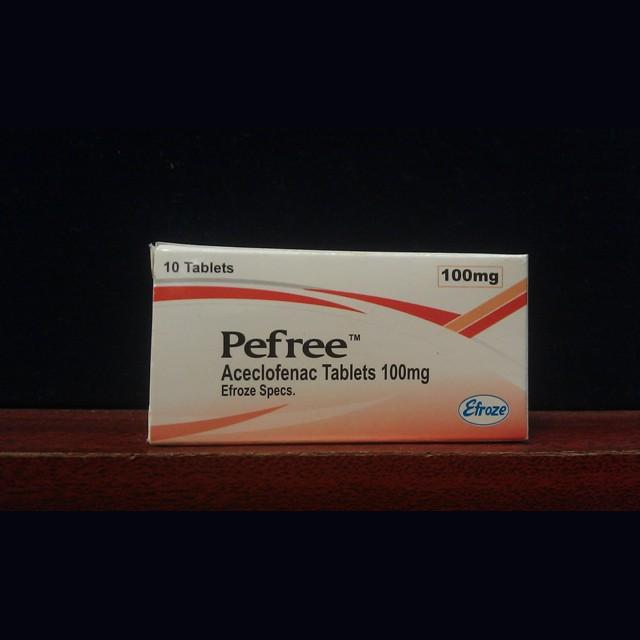 10 Tablets
100mg
Pefree™
Aceclofenac Tablets 100mg
Efroze Specs.
Efroze